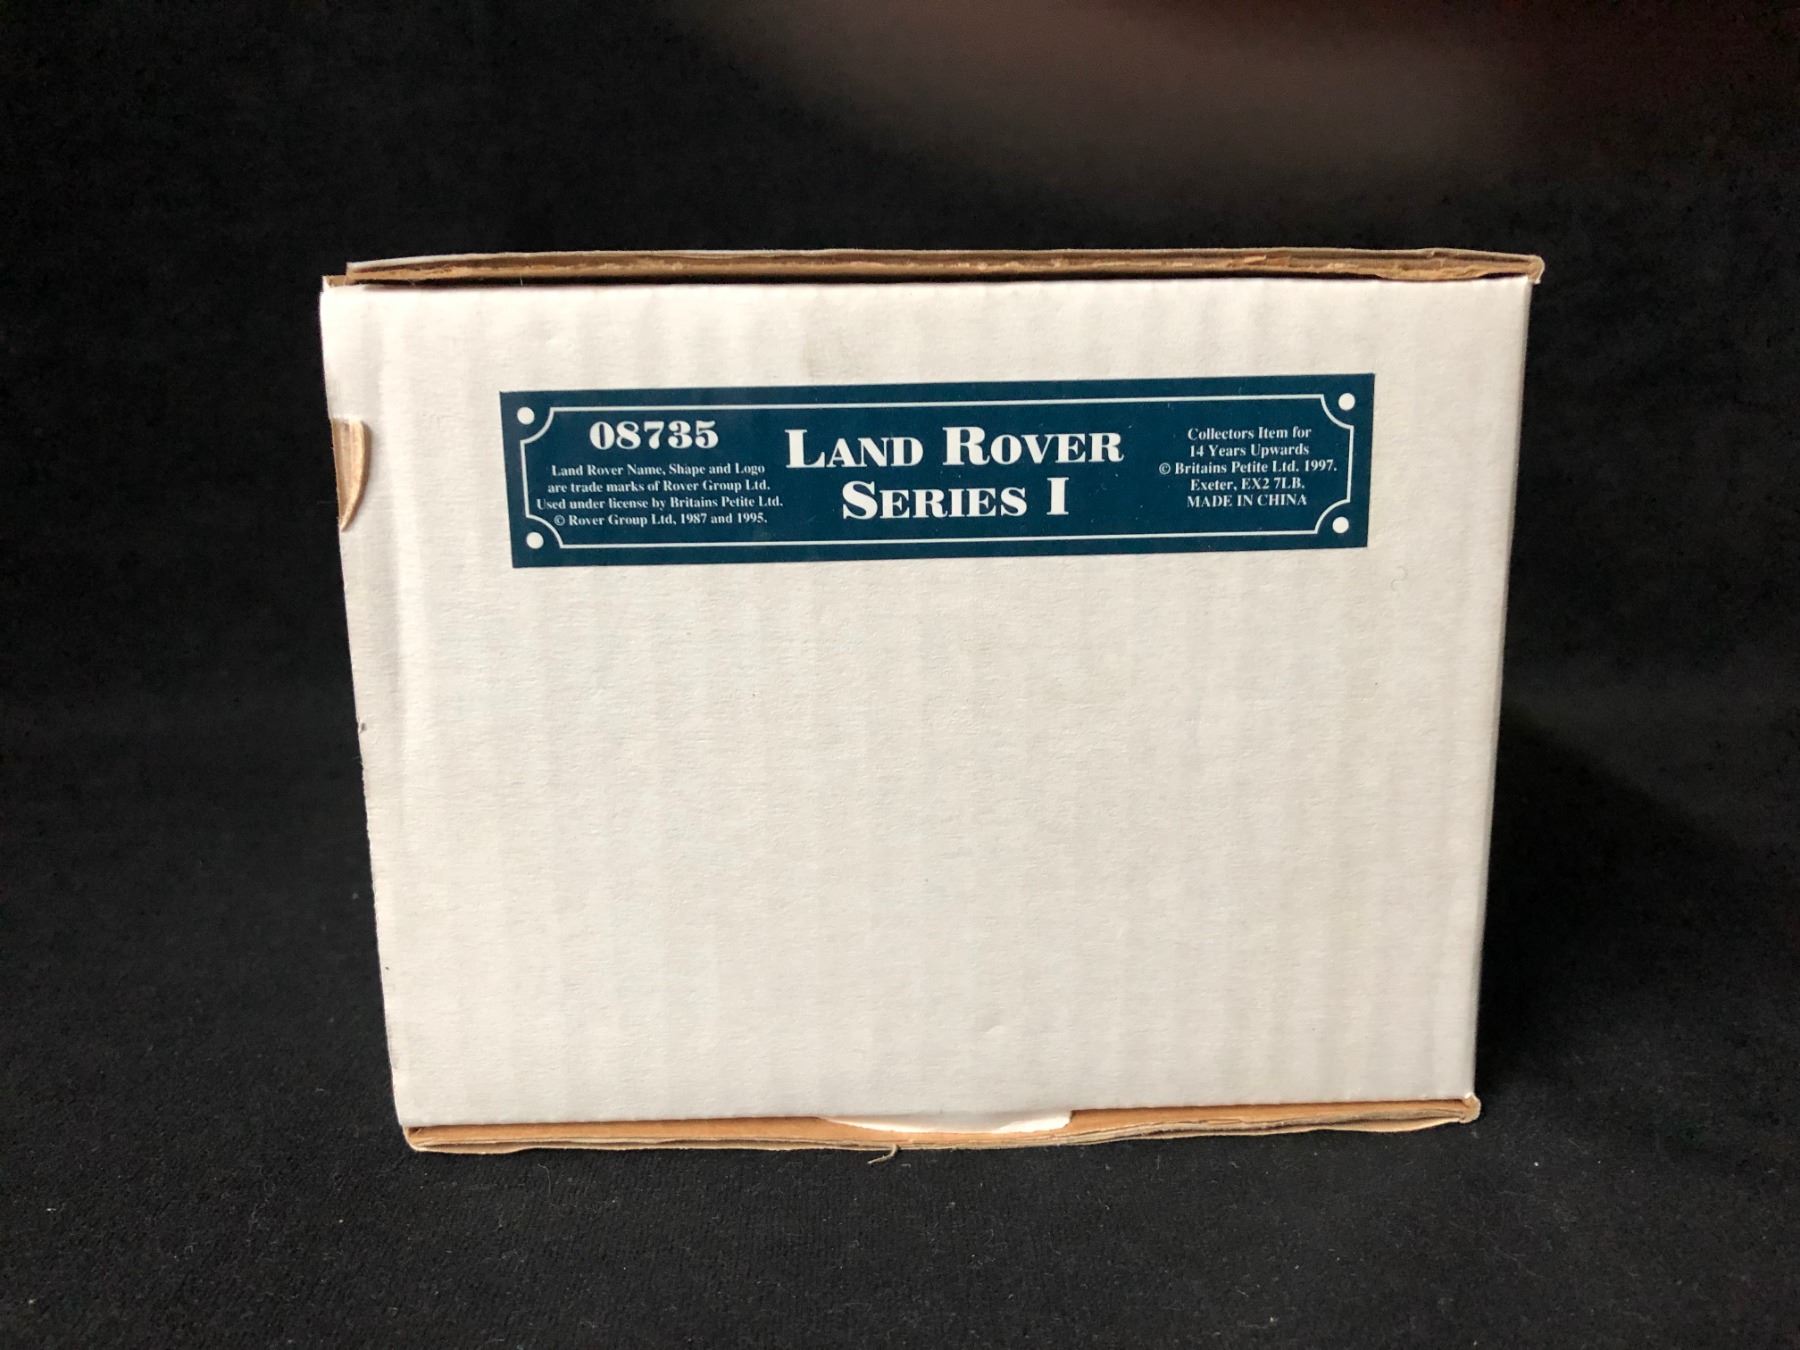 08735
Land Rover Name, Shape and Logo
are trade marks of Rover Group Ltd.
Used under license by Britains Petite Ltd.
© Rover Group Ltd, 1987 and 1995.
LAND ROVER
SERIES I
Collectors Item for
14 Years Upwards
© Britains Petite Ltd. 1997.
Exeter, EX2 7LB.
MADE IN CHINA